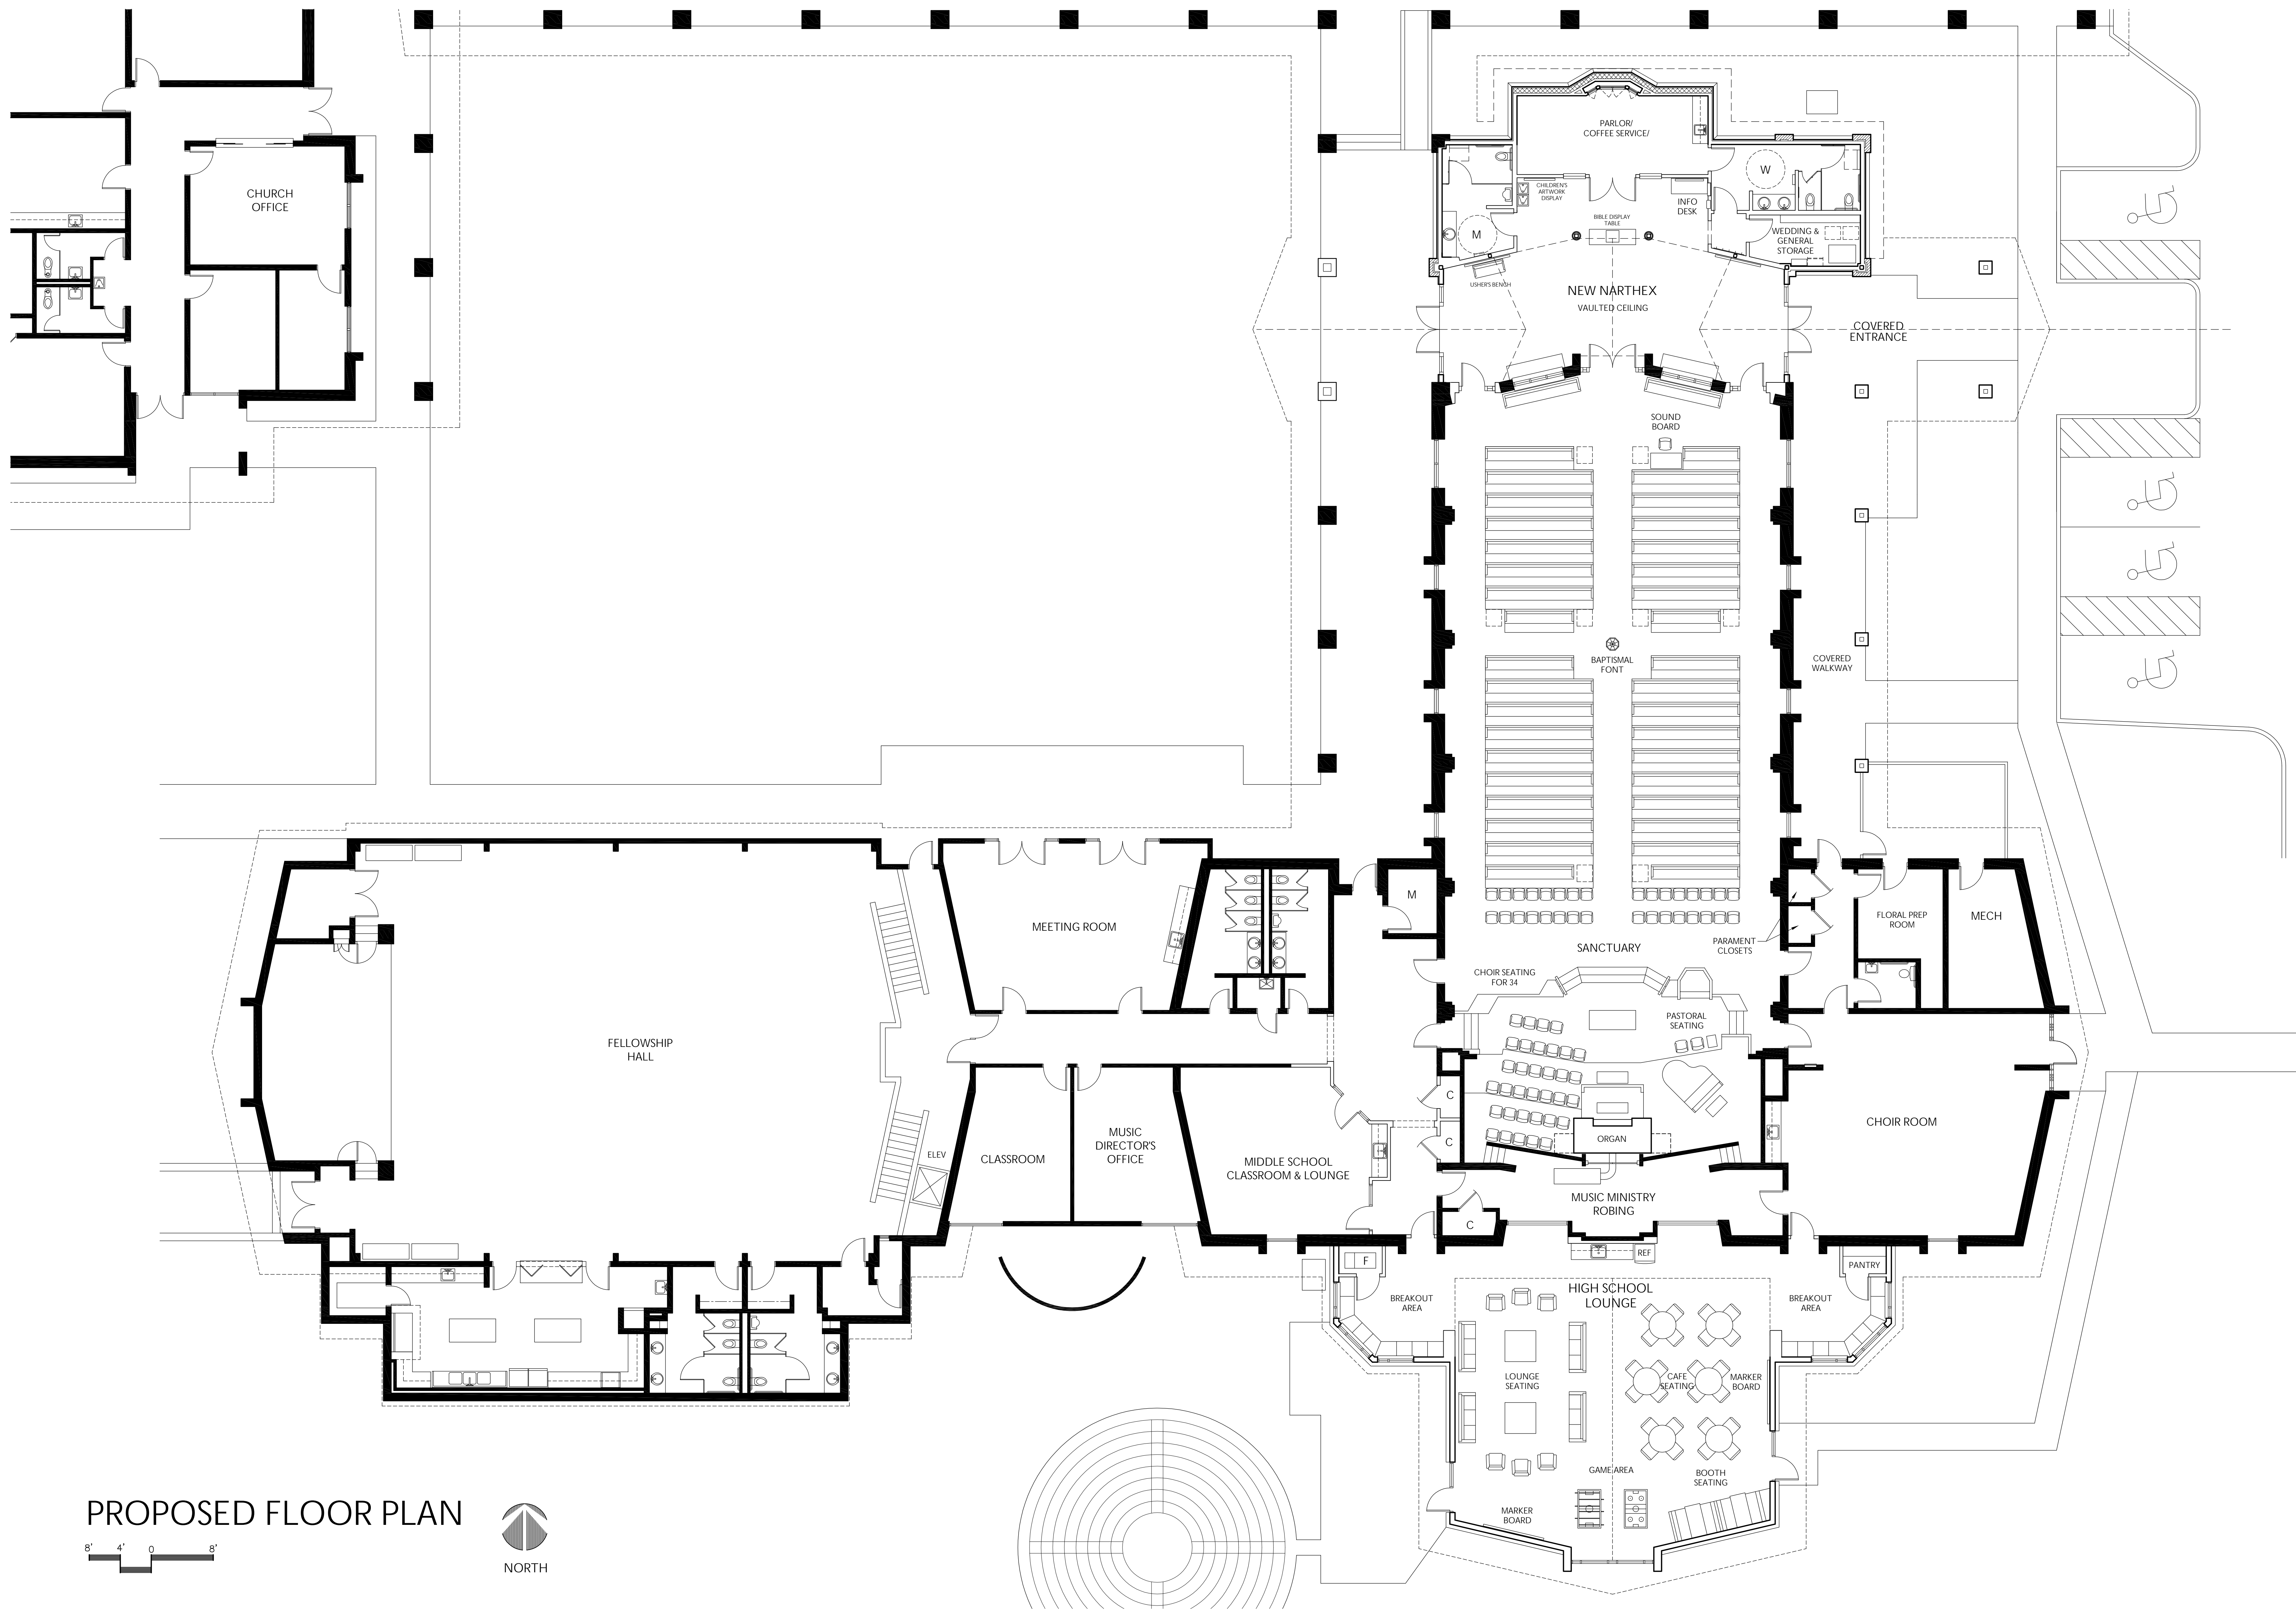 PARLOR/
COFFEE SERVICE/
CHURCH
OFFICE
CHILDREN'S
ARTWORK
DISPLAY
INFO
DESK
W
BIBLE DISPLAY
TABLE
M
WEDDING &
GENERAL
STORAGE
USHER'S BENCH
NEW NARTHEX
VAULTED CEILING
COVERED
ENTRANCE
SOUND
BOARD
BAPTISMAL
FONT
COVERED
WALKWAY
M
MEETING ROOM
FLORAL PREP
ROOM
MECH
SANCTUARY
PARAMENT
CLOSETS
CHOIR SEATING
FOR 34
PASTORAL
SEATING
FELLOWSHIP
HALL
C
C
ORGAN
CHOIR ROOM
ELEV
CLASSROOM
MUSIC
DIRECTOR'S
OFFICE
MIDDLE SCHOOL
CLASSROOM & LOUNGE
MUSIC MINISTRY
ROBING
C
F
REF
PANTRY
HIGH SCHOOL
LOUNGE
BREAKOUT
AREA
BREAKOUT
AREA
LOUNGE
SEATING
CAFE
SEATING
MARKER
BOARD
GAME AREA
BOOTH
SEATING
MARKER
BOARD
PROPOSED FLOOR PLAN
8' 4' 0 8'
NORTH